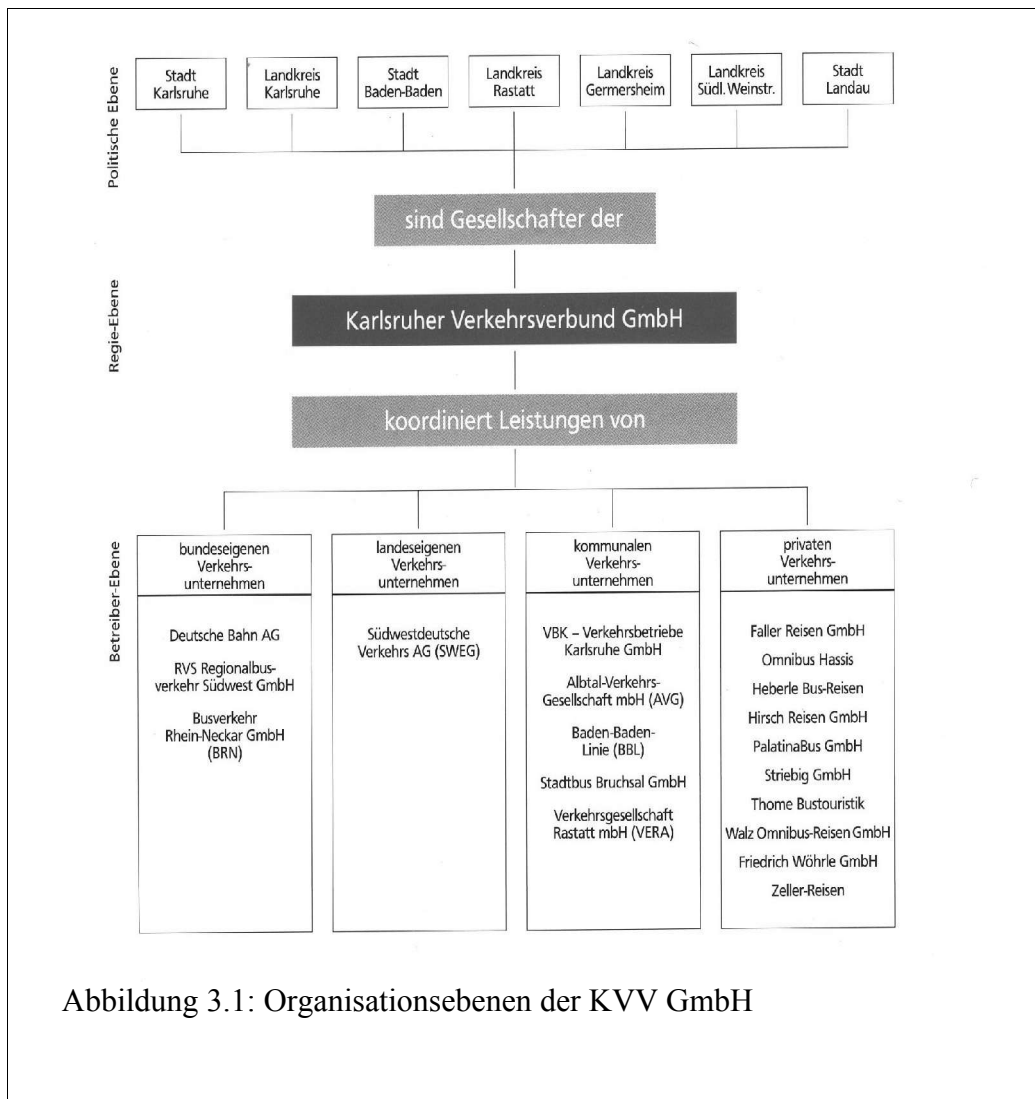 Politische Ebene
Stadt
Karlsruhe
Landkreis
Karlsruhe
Stadt
Baden-Baden
Landkreis
Rastatt
Landkreis
Germersheim
Landkreis
Südl. Weinstr.
Stadt
Landau
sind Gesellschafter der
Regie-Ebene
Karlsruher Verkehrsverbund GmbH
koordiniert Leistungen von
Betreiber-Ebene
bundeseigenen
Verkehrs-
unternehmen
Deutsche Bahn AG
RVS Regionalbus-
verkehr Südwest GmbH
Busverkehr
Rhein-Neckar GmbH
(BRN)
landeseigenen
Verkehrs-
unternehmen
Südwestdeutsche
Verkehrs AG (SWEG)
kommunalen
Verkehrs-
unternehmen
VBK – Verkehrsbetriebe
Karlsruhe GmbH
Albtal-Verkehrs-
Gesellschaft mbH (AVG)
Baden-Baden-
Linie (BBL)
Stadtbus Bruchsal GmbH
Verkehrsgesellschaft
Rastatt mbH (VERA)
privaten
Verkehrs-
unternehmen
Faller Reisen GmbH
Omnibus Hassis
Heberle Bus-Reisen
Hirsch Reisen GmbH
PalatinaBus GmbH
Striebig GmbH
Thome Bustouristik
Walz Omnibus-Reisen GmbH
Friedrich Wöhrle GmbH
Zeller-Reisen
Abbildung 3.1: Organisationsebenen der KVV GmbH